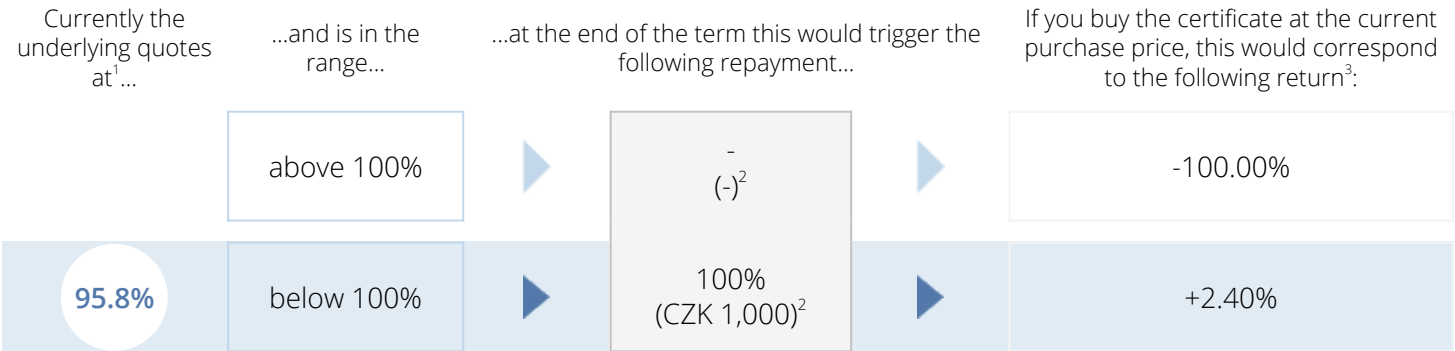 Currently the
underlying quotes
at¹...
...and is in the
range...
...at the end of the term this would trigger the
following repayment...
If you buy the certificate at the current
purchase price, this would correspond
to the following return³:
above 100%
-
(-)²
-100.00%
95.8%
below 100%
100%
(CZK 1,000)²
+2.40%